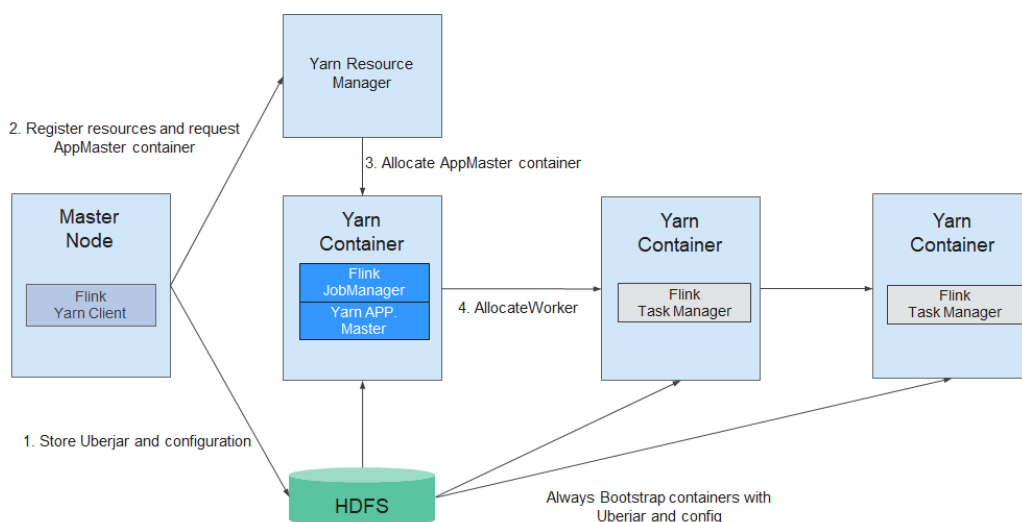 Yarn Resource
Manager
2. Register resources and request
AppMaster container
3. Allocate AppMaster container
Master
Node
Flink
Yarn Client
Yarn
Container
Flink
JobManager
Yarn APP.
Master
4. AllocateWorker
Yarn
Container
Flink
Task Manager
Yarn
Container
Flink
Task Manager
1. Store Uberjar and configuration
HDFS
Always Bootstrap containers with
Uberjar and config